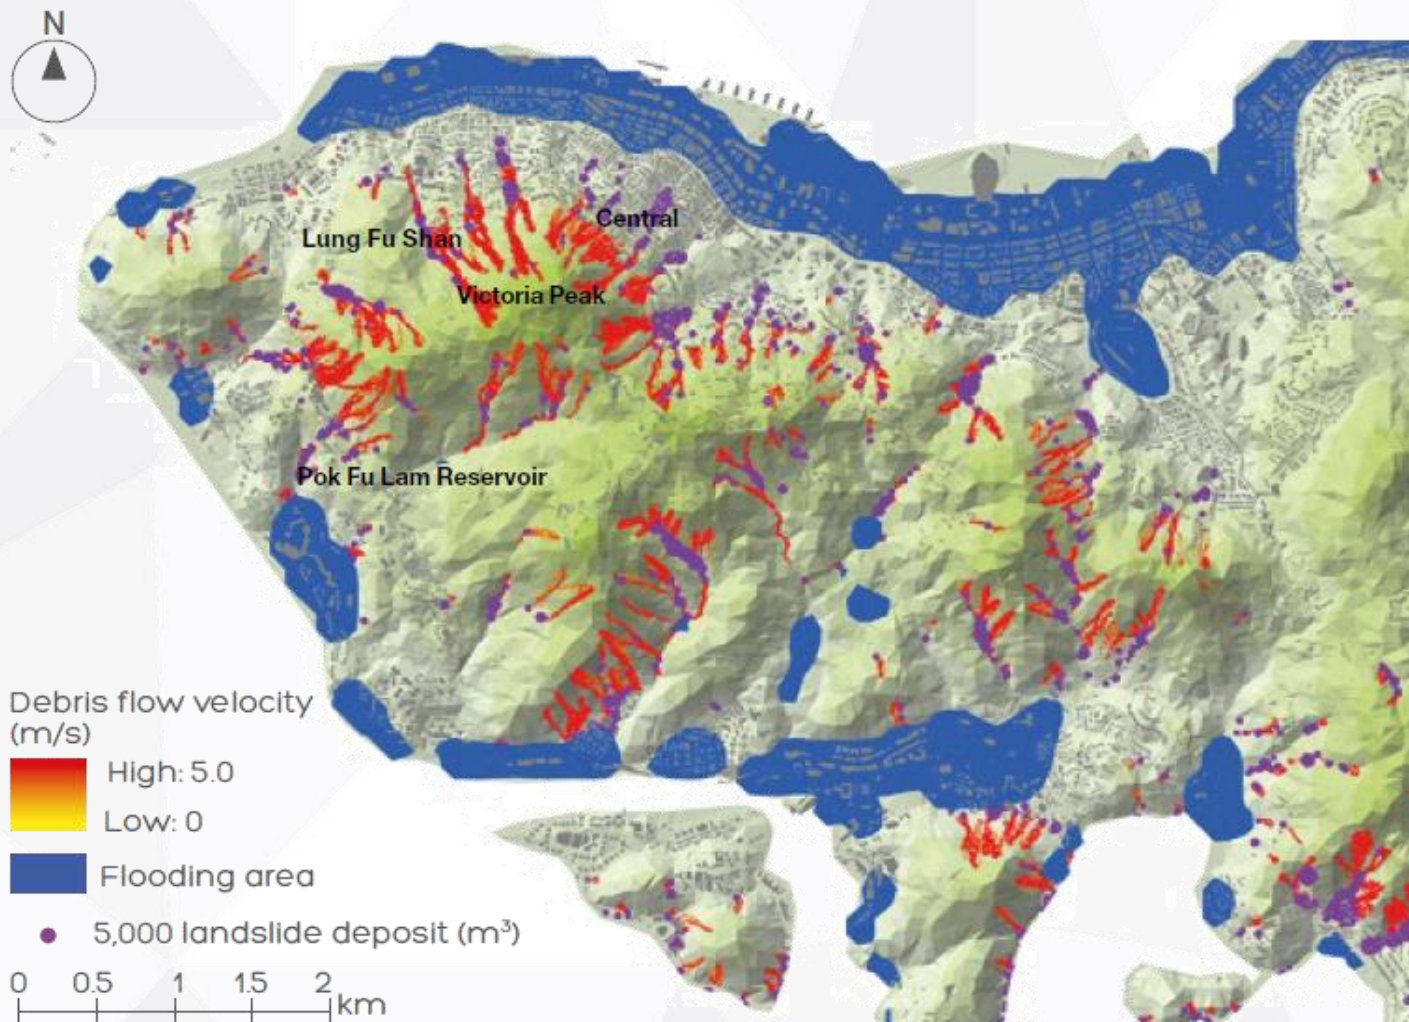 N
Central
Lung Fu Shan
Victoria Peak
Pok Fu Lam Reservoir
Debris flow velocity
(m/s)
High: 5.0
Low: 0
Flooding area
5,000 landslide deposit (m³)
0 0.5 1 1.5 2 km